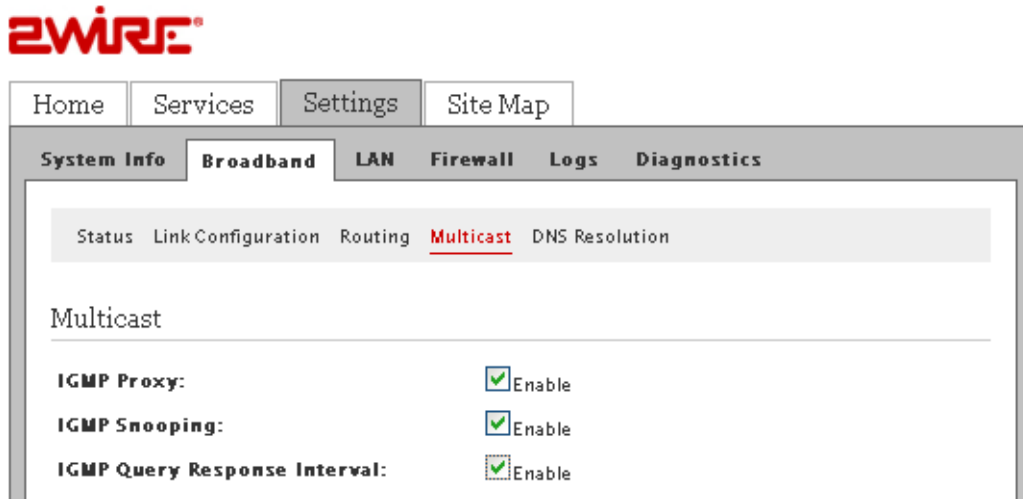 2WIRE®
Home Services Settings Site Map
System Info Broadband LAN Firewall Logs Diagnostics
Status Link Configuration Routing Multicast DNS Resolution
Multicast
IGMP Proxy: Enable
IGMP Snooping: Enable
IGMP Query Response Interval: Enable